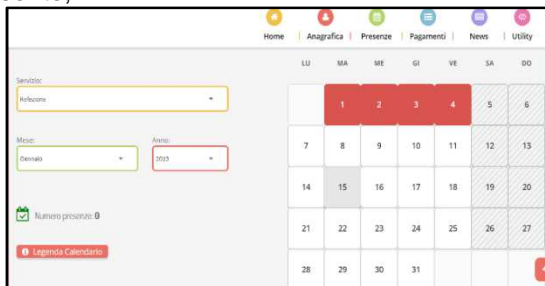 Home | Anagrafica | Presenze | Pagamenti | News | Utility
Servizio:
Refezione
Mese: Anno:
Gennaio
Numero presenze: 0
Legenda Calendario
LU MA ME GI VE SA DO
1 2 3 4 5 6
7 8 9 10 11 12 13
14 15 16 17 18 19 20
21 22 23 24 25 26 27
28 29 30 31